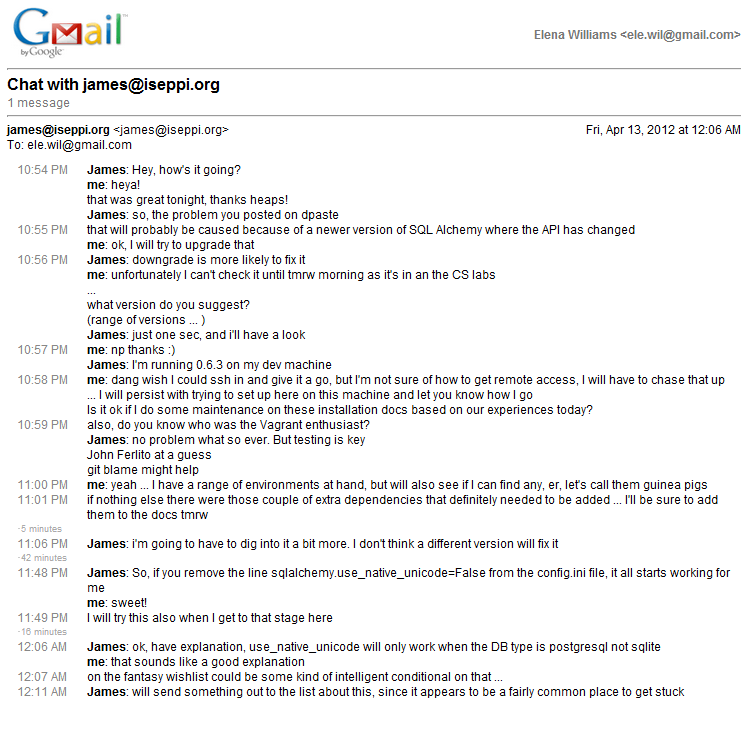 Gmail™
by Google
Elena Williams <ele.wil@gmail.com>
Chat with james@iseppi.org
1 message
james@iseppi.org <james@iseppi.org> Fri, Apr 13, 2012 at 12:06 AM
To: ele.wil@gmail.com
10:54 PM James: Hey, how's it going?
me: heya!
that was great tonight, thanks heaps!
James: so, the problem you posted on dpaste
10:55 PM that will probably be caused because of a newer version of SQL Alchemy where the API has changed
me: ok, I will try to upgrade that
10:56 PM James: downgrade is more likely to fix it
me: unfortunately I can't check it until tmrw morning as it's in an the CS labs
...
what version do you suggest?
(range of versions ... )
James: just one sec, and i'll have a look
10:57 PM me: np thanks :)
James: I'm running 0.6.3 on my dev machine
10:58 PM me: dang wish I could ssh in and give it a go, but I'm not sure of how to get remote access, I will have to chase that up
... I will persist with trying to set up here on this machine and let you know how I go
Is it ok if I do some maintenance on these installation docs based on our experiences today?
10:59 PM also, do you know who was the Vagrant enthusiast?
James: no problem what so ever. But testing is key
John Ferlito at a guess
git blame might help
11:00 PM me: yeah ... I have a range of environments at hand, but will also see if I can find any, er, let's call them guinea pigs
11:01 PM if nothing else there were those couple of extra dependencies that definitely needed to be added ... I'll be sure to add
them to the docs tmrw
-5 minutes
11:06 PM James: i'm going to have to dig into it a bit more. I don't think a different version will fix it
-42 minutes
11:48 PM James: So, if you remove the line sqlalchemy.use_native_unicode=False from the config.ini file, it all starts working for
me
me: sweet!
11:49 PM I will try this also when I get to that stage here
-16 minutes
12:06 AM James: ok, have explanation, use_native_unicode will only work when the DB type is postgresql not sqlite
me: that sounds like a good explanation
12:07 AM on the fantasy wishlist could be some kind of intelligent conditional on that ...
12:11 AM James: will send something out to the list about this, since it appears to be a fairly common place to get stuck